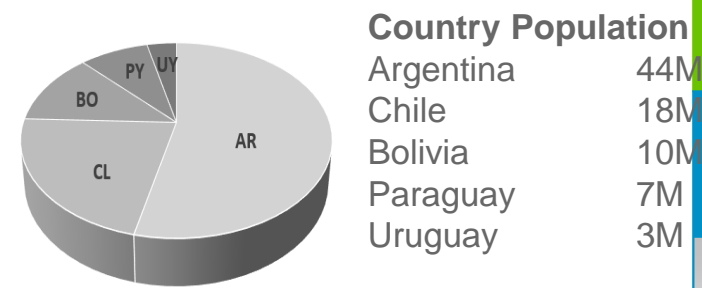 Country Population
Argentina 44M
Chile 18M
Bolivia 10M
Paraguay 7M
Uruguay 3M
PY UY
BO
AR
CL